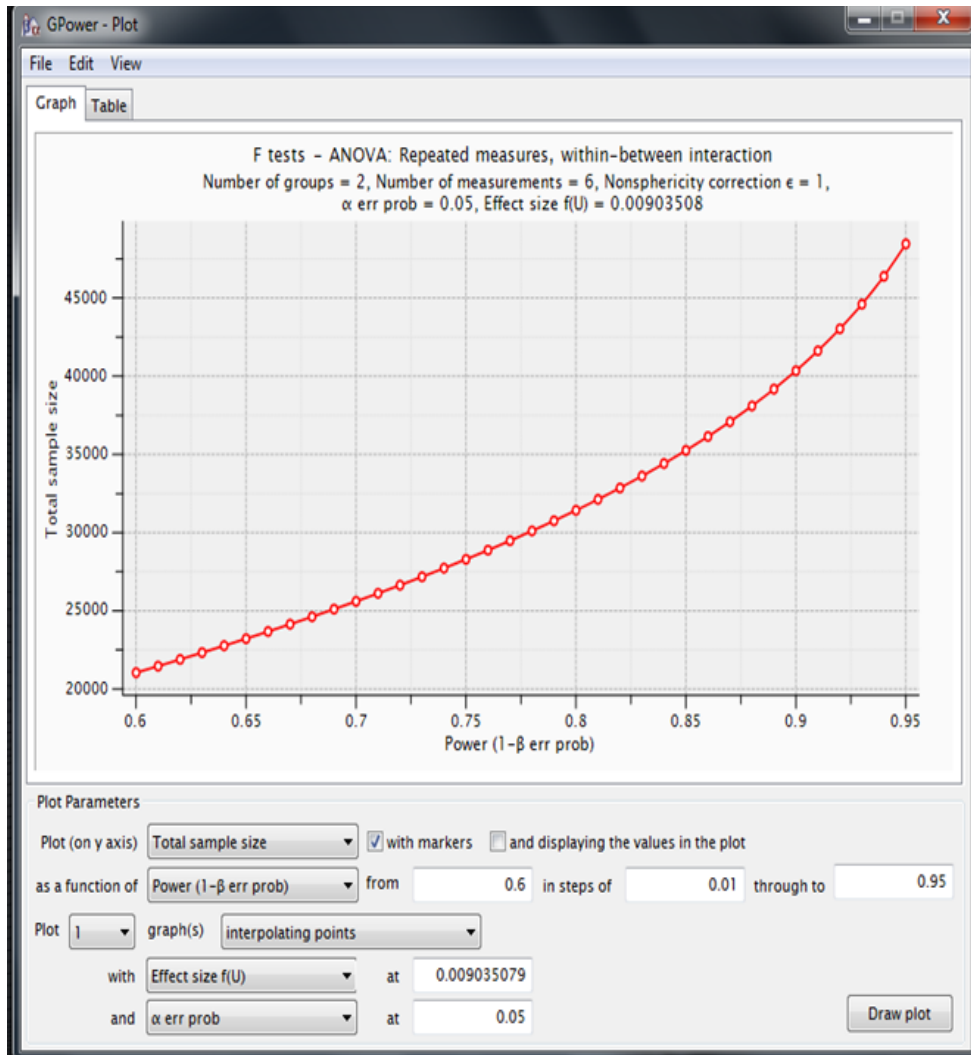 GPower - Plot
X
File Edit View
Graph Table
F tests - ANOVA: Repeated measures, within-between interaction
Number of groups = 2, Number of measurements = 6, Nonsphericity correction ϵ = 1,
α err prob = 0.05, Effect size f(U) = 0.00903508
Total sample size
45000
40000
35000
30000
25000
20000
0.6 0.65 0.7 0.75 0.8 0.85 0.9 0.95
Power (1-β err prob)
Plot Parameters
Plot (on y axis) Total sample size with markers and displaying the values in the plot
as a function of Power (1-β err prob) from 0.6 in steps of 0.01 through to 0.95
Plot 1 graph(s) interpolating points
with Effect size f(U) at 0.009035079
and α err prob at 0.05 Draw plot